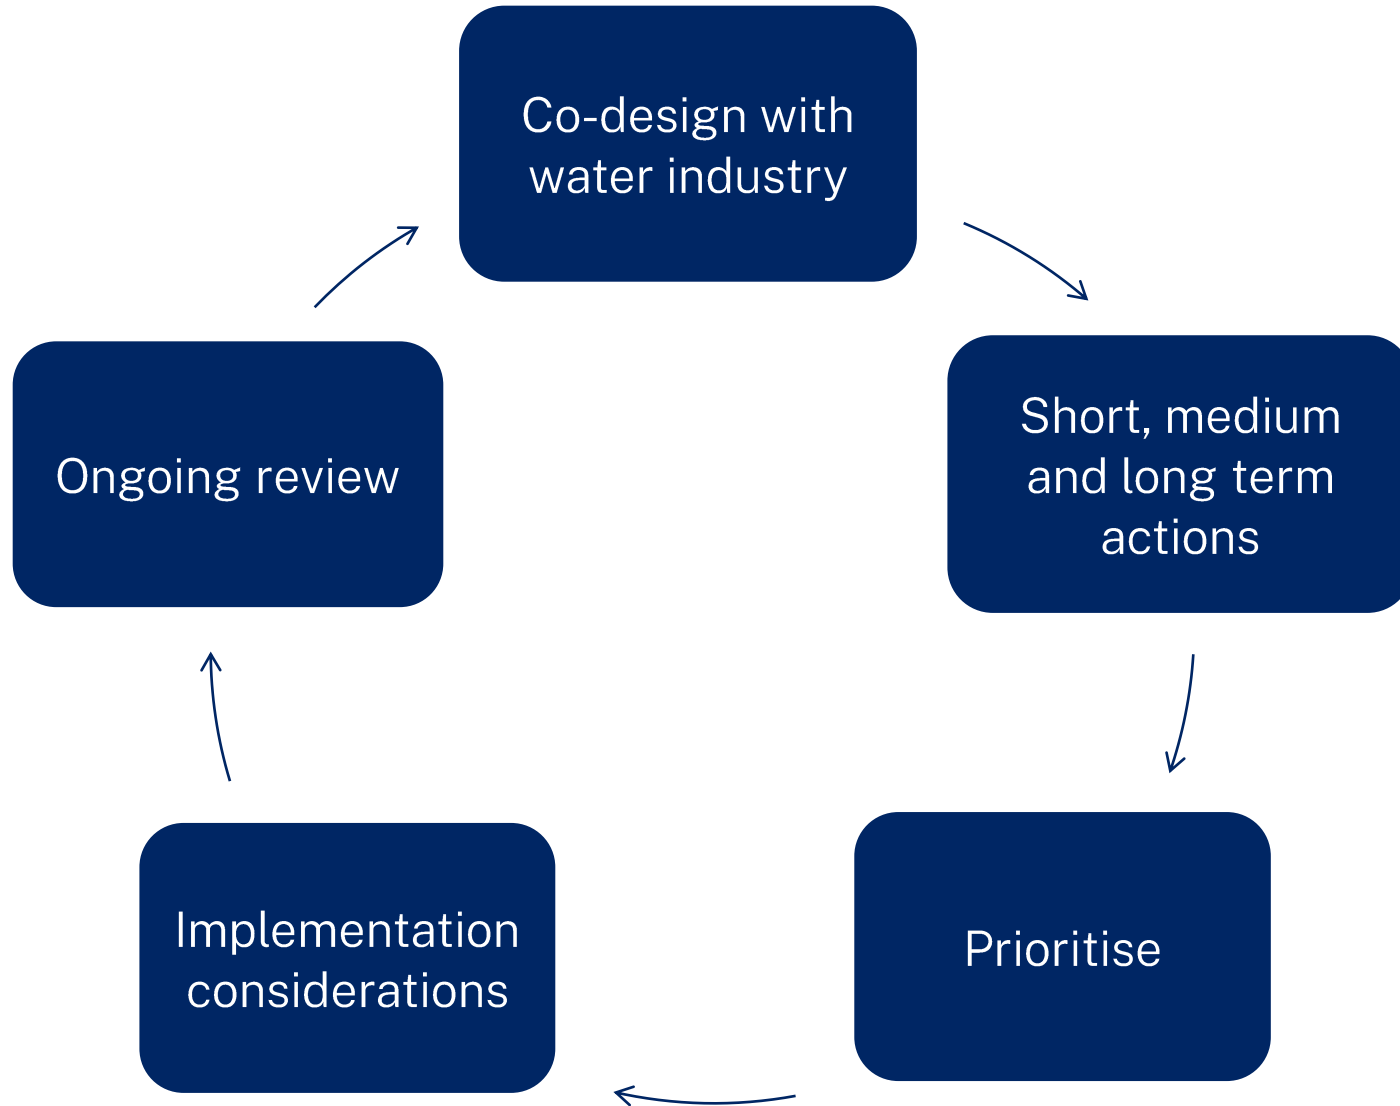 Co-design with
water industry
Short, medium
and long term
actions
Prioritise
Implementation
considerations
Ongoing review